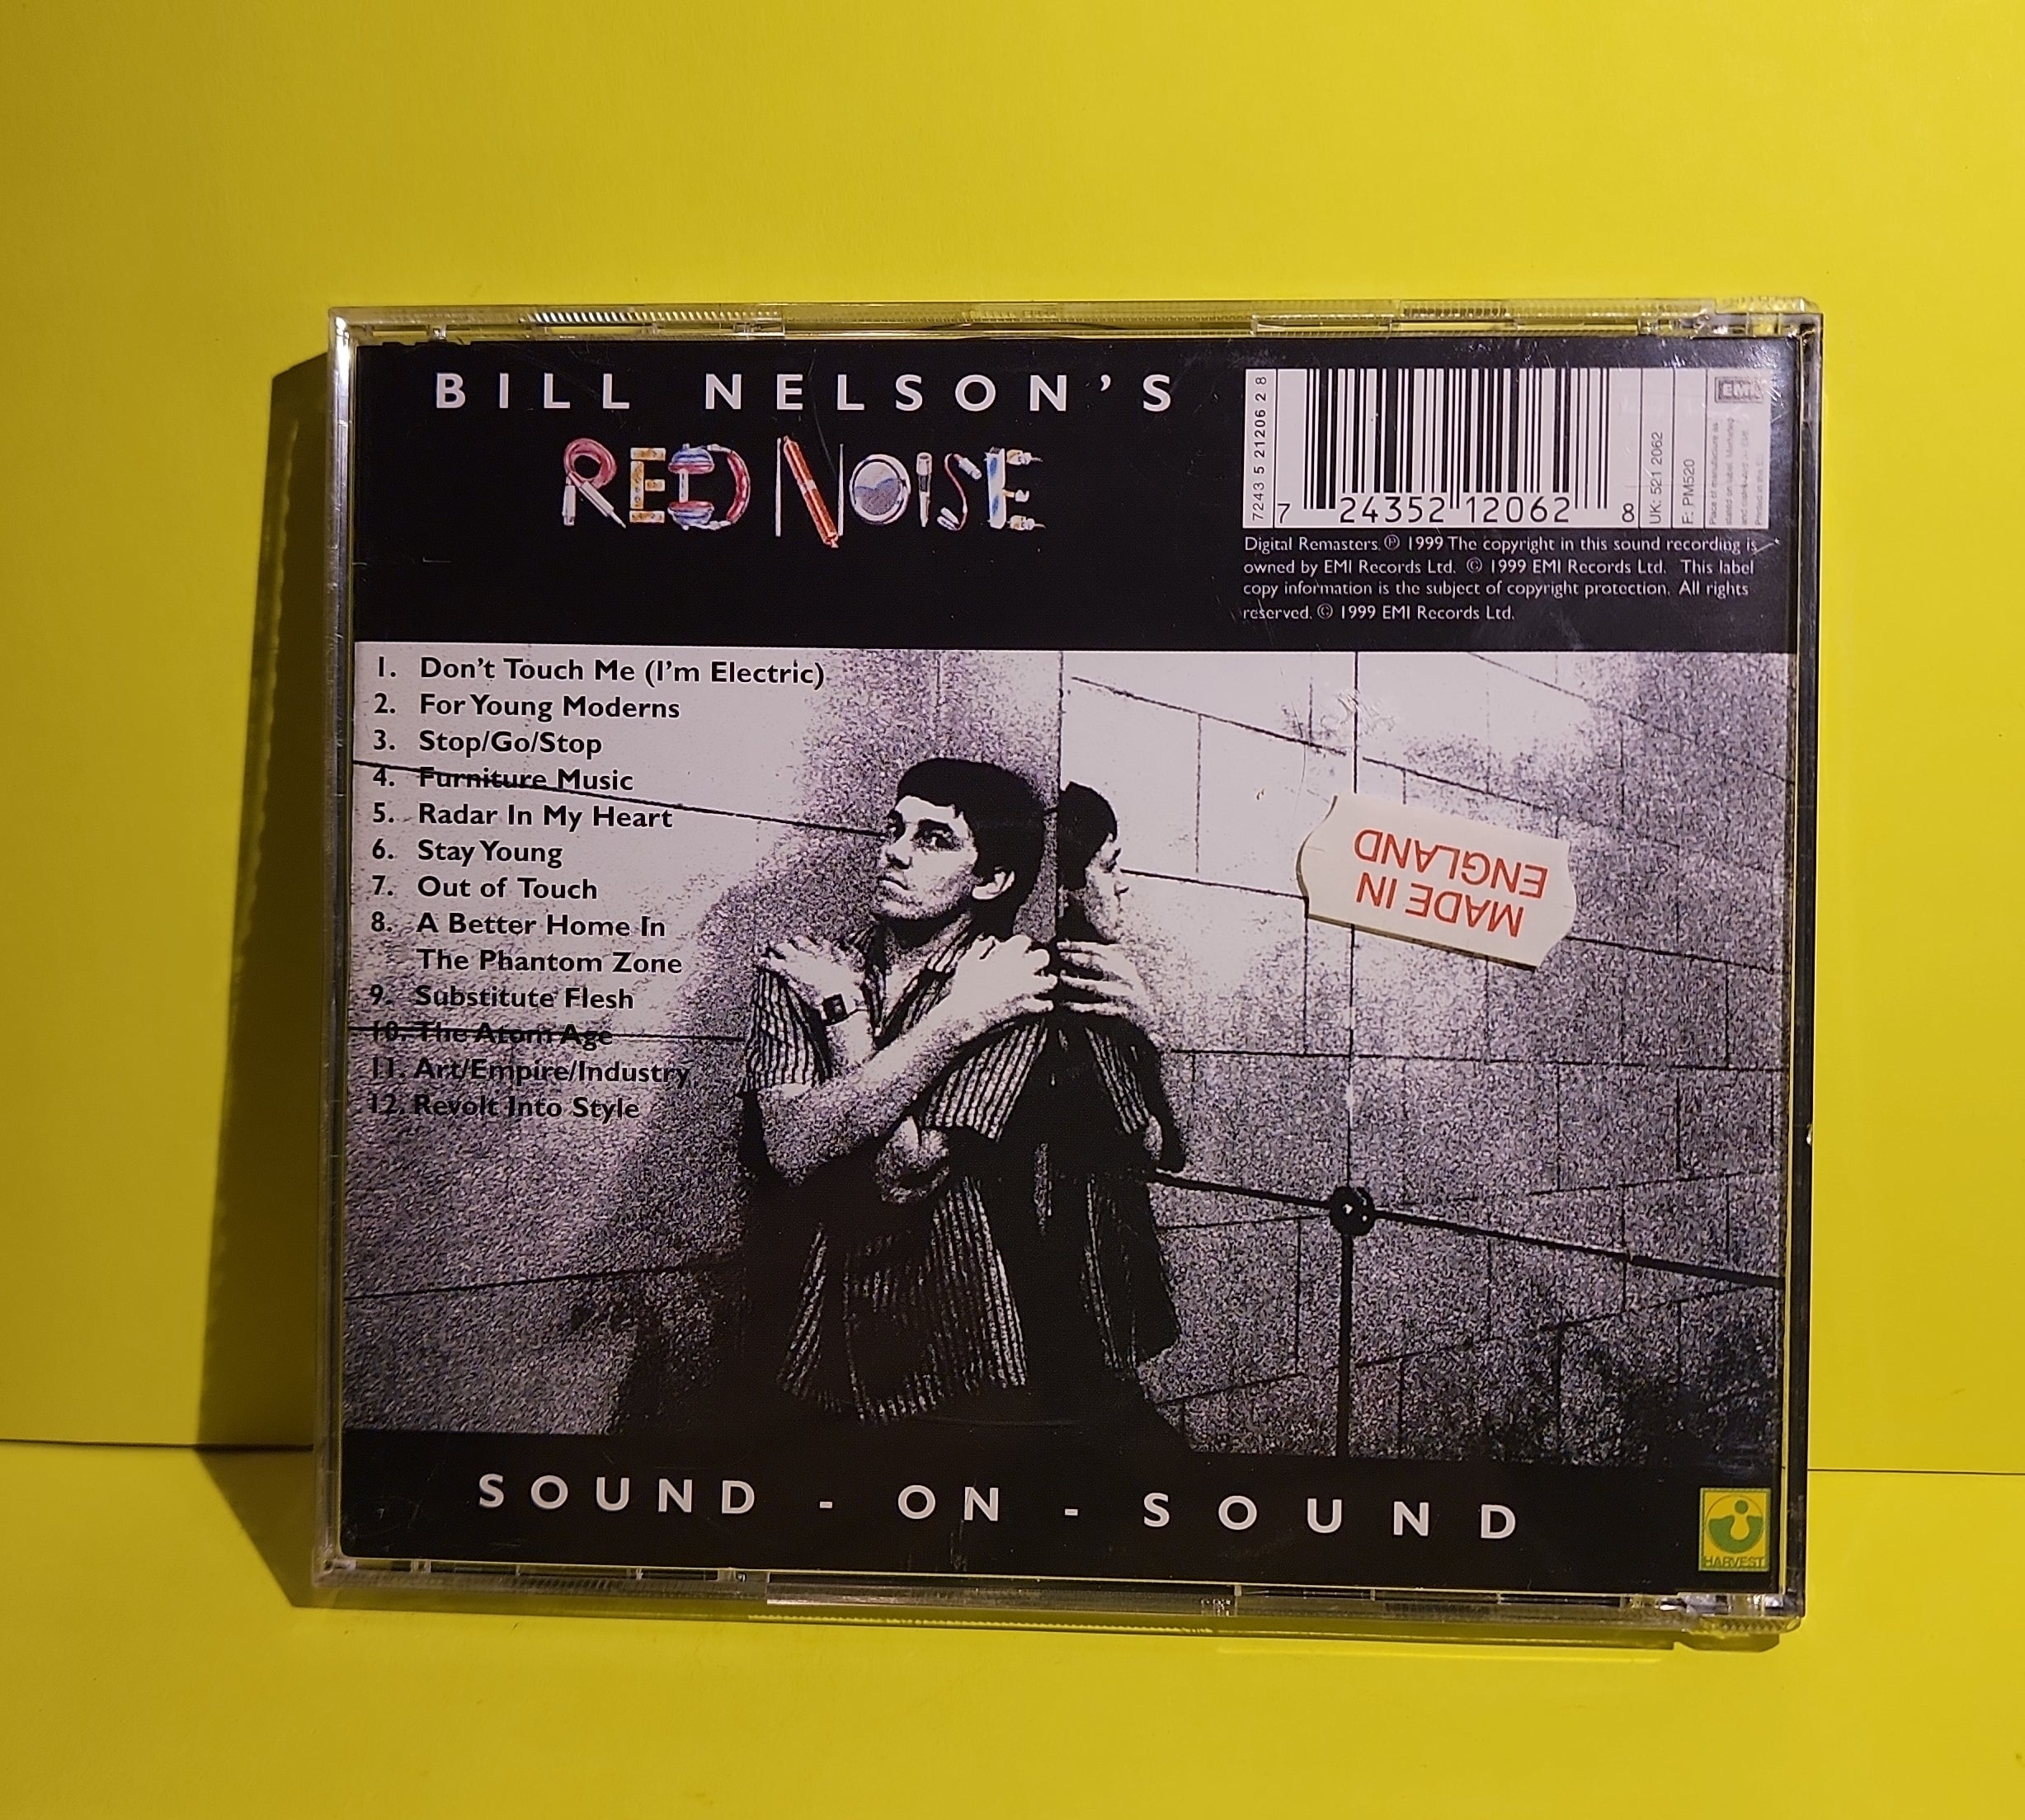 BILL NELSON'S
RED NOISE
7243 5 21206 2 8
7 24352 12062 8
UK: 521 2062
F: PM520
EMI
Digital Remasters. ℗ 1999 The copyright in this sound recording is
owned by EMI Records Ltd. © 1999 EMI Records Ltd. This label
copy information is the subject of copyright protection. All rights
reserved. © 1999 EMI Records Ltd.
1. Don't Touch Me (I'm Electric)
2. For Young Moderns
3. Stop/Go/Stop
4. Furniture Music
5. Radar In My Heart
6. Stay Young
7. Out of Touch
8. A Better Home In
The Phantom Zone
9. Substitute Flesh
10. The Atom Age
11. Art/Empire/Industry
12. Revolt Into Style
MADE IN
ENGLAND
SOUND - ON - SOUND
HARVEST